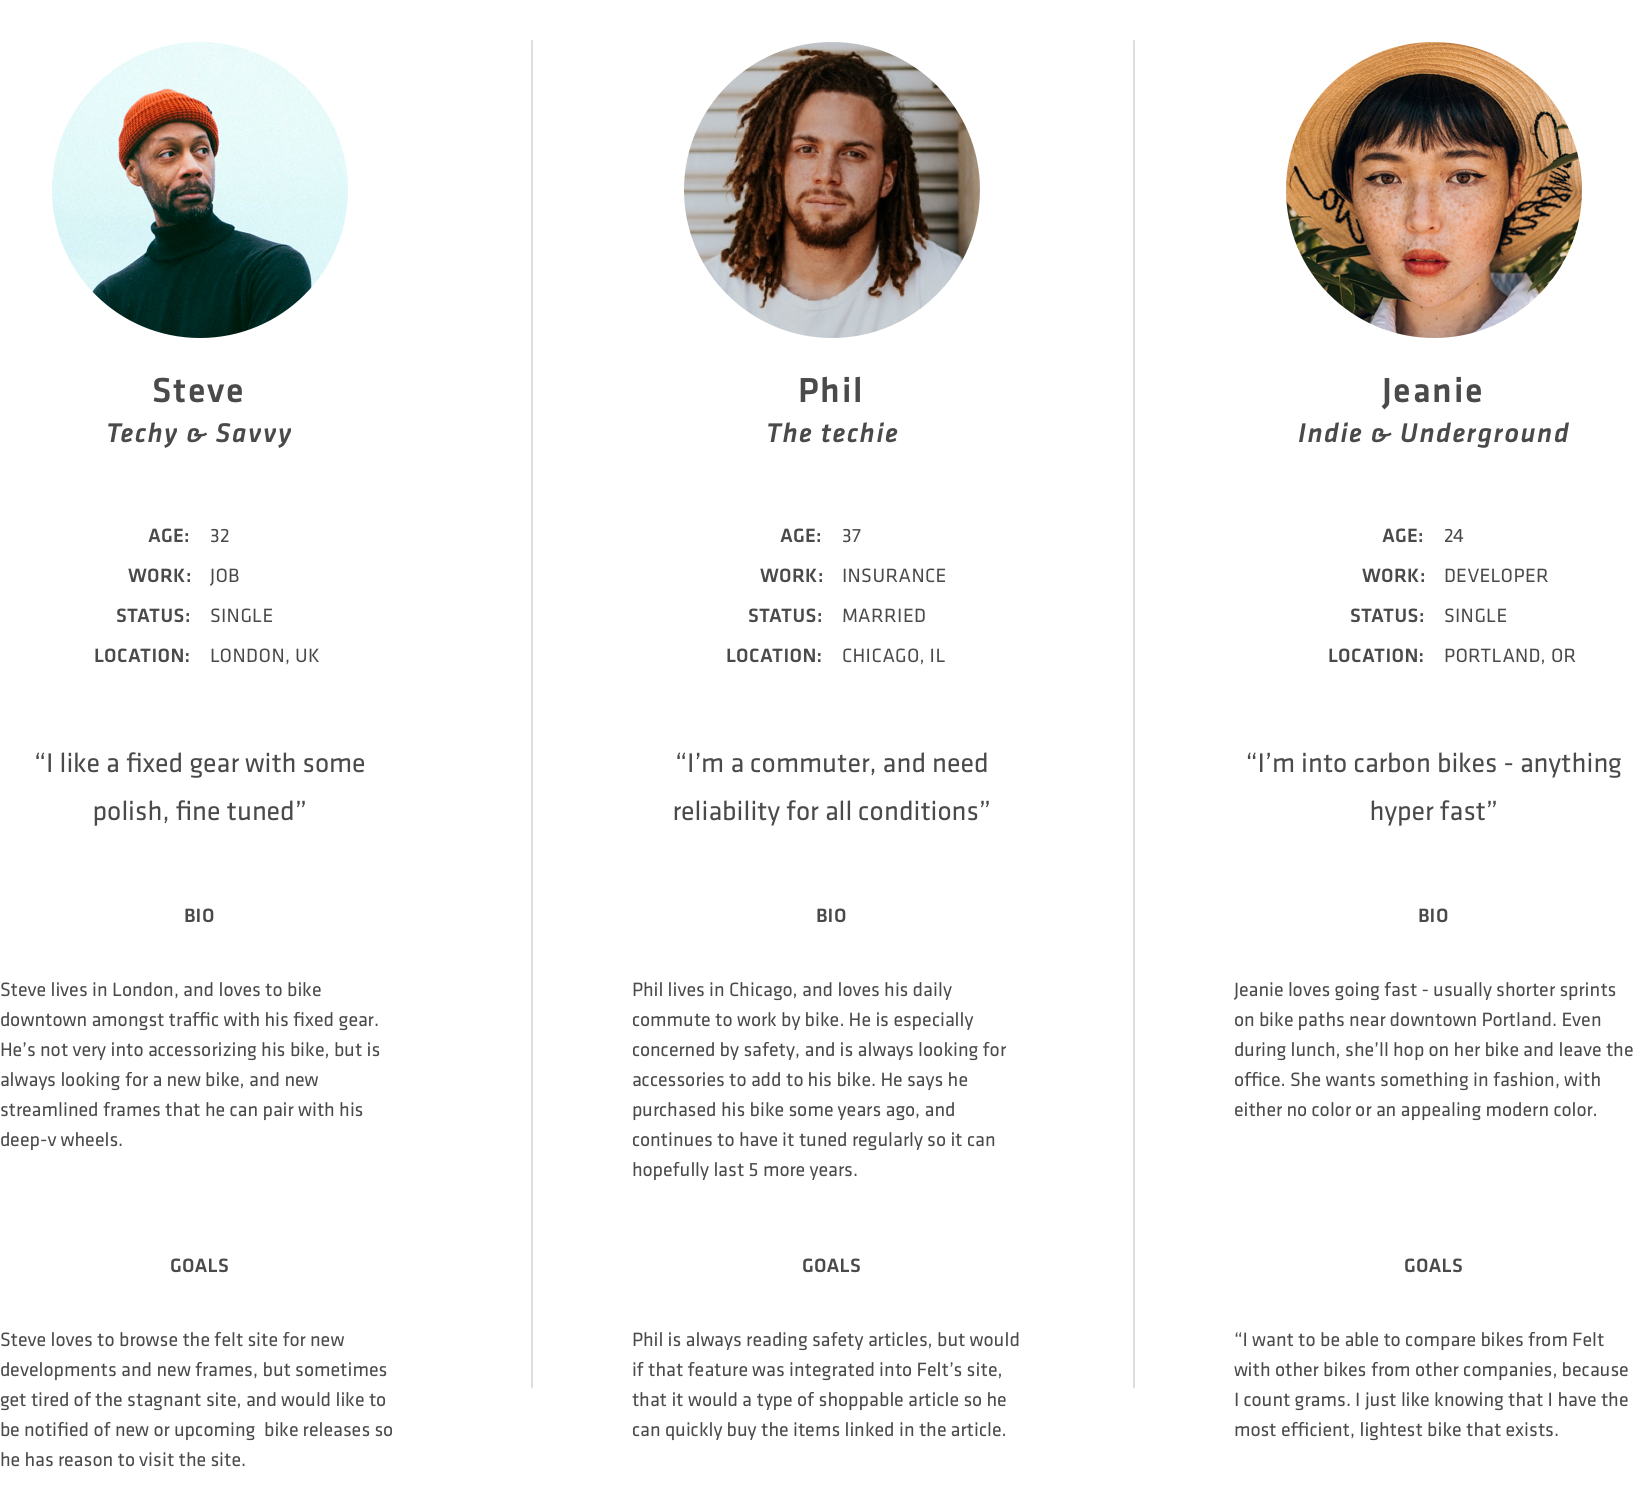 Steve
Techy & Savvy
AGE: 32
WORK: JOB
STATUS: SINGLE
LOCATION: LONDON, UK
“I like a fixed gear with some
polish, fine tuned”
BIO
Steve lives in London, and loves to bike
downtown amongst traffic with his fixed gear.
He’s not very into accessorizing his bike, but is
always looking for a new bike, and new
streamlined frames that he can pair with his
deep-v wheels.
GOALS
Steve loves to browse the felt site for new
developments and new frames, but sometimes
get tired of the stagnant site, and would like to
be notified of new or upcoming  bike releases so
he has reason to visit the site.
Phil
The techie
AGE: 37
WORK: INSURANCE
STATUS: MARRIED
LOCATION: CHICAGO, IL
“I’m a commuter, and need
reliability for all conditions”
BIO
Phil lives in Chicago, and loves his daily
commute to work by bike. He is especially
concerned by safety, and is always looking for
accessories to add to his bike. He says he
purchased his bike some years ago, and
continues to have it tuned regularly so it can
hopefully last 5 more years.
GOALS
Phil is always reading safety articles, but would
if that feature was integrated into Felt’s site,
that it would a type of shoppable article so he
can quickly buy the items linked in the article.
Jeanie
Indie & Underground
AGE: 24
WORK: DEVELOPER
STATUS: SINGLE
LOCATION: PORTLAND, OR
“I’m into carbon bikes - anything
hyper fast”
BIO
Jeanie loves going fast - usually shorter sprints
on bike paths near downtown Portland. Even
during lunch, she’ll hop on her bike and leave the
office. She wants something in fashion, with
either no color or an appealing modern color.
GOALS
“I want to be able to compare bikes from Felt
with other bikes from other companies, because
I count grams. I just like knowing that I have the
most efficient, lightest bike that exists.